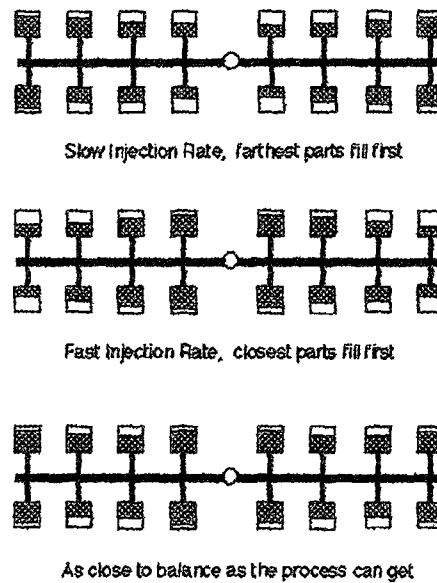 Slow Injection Rate, farthest parts fill first
Fast Injection Rate, closest parts fill first
As close to balance as the process can get